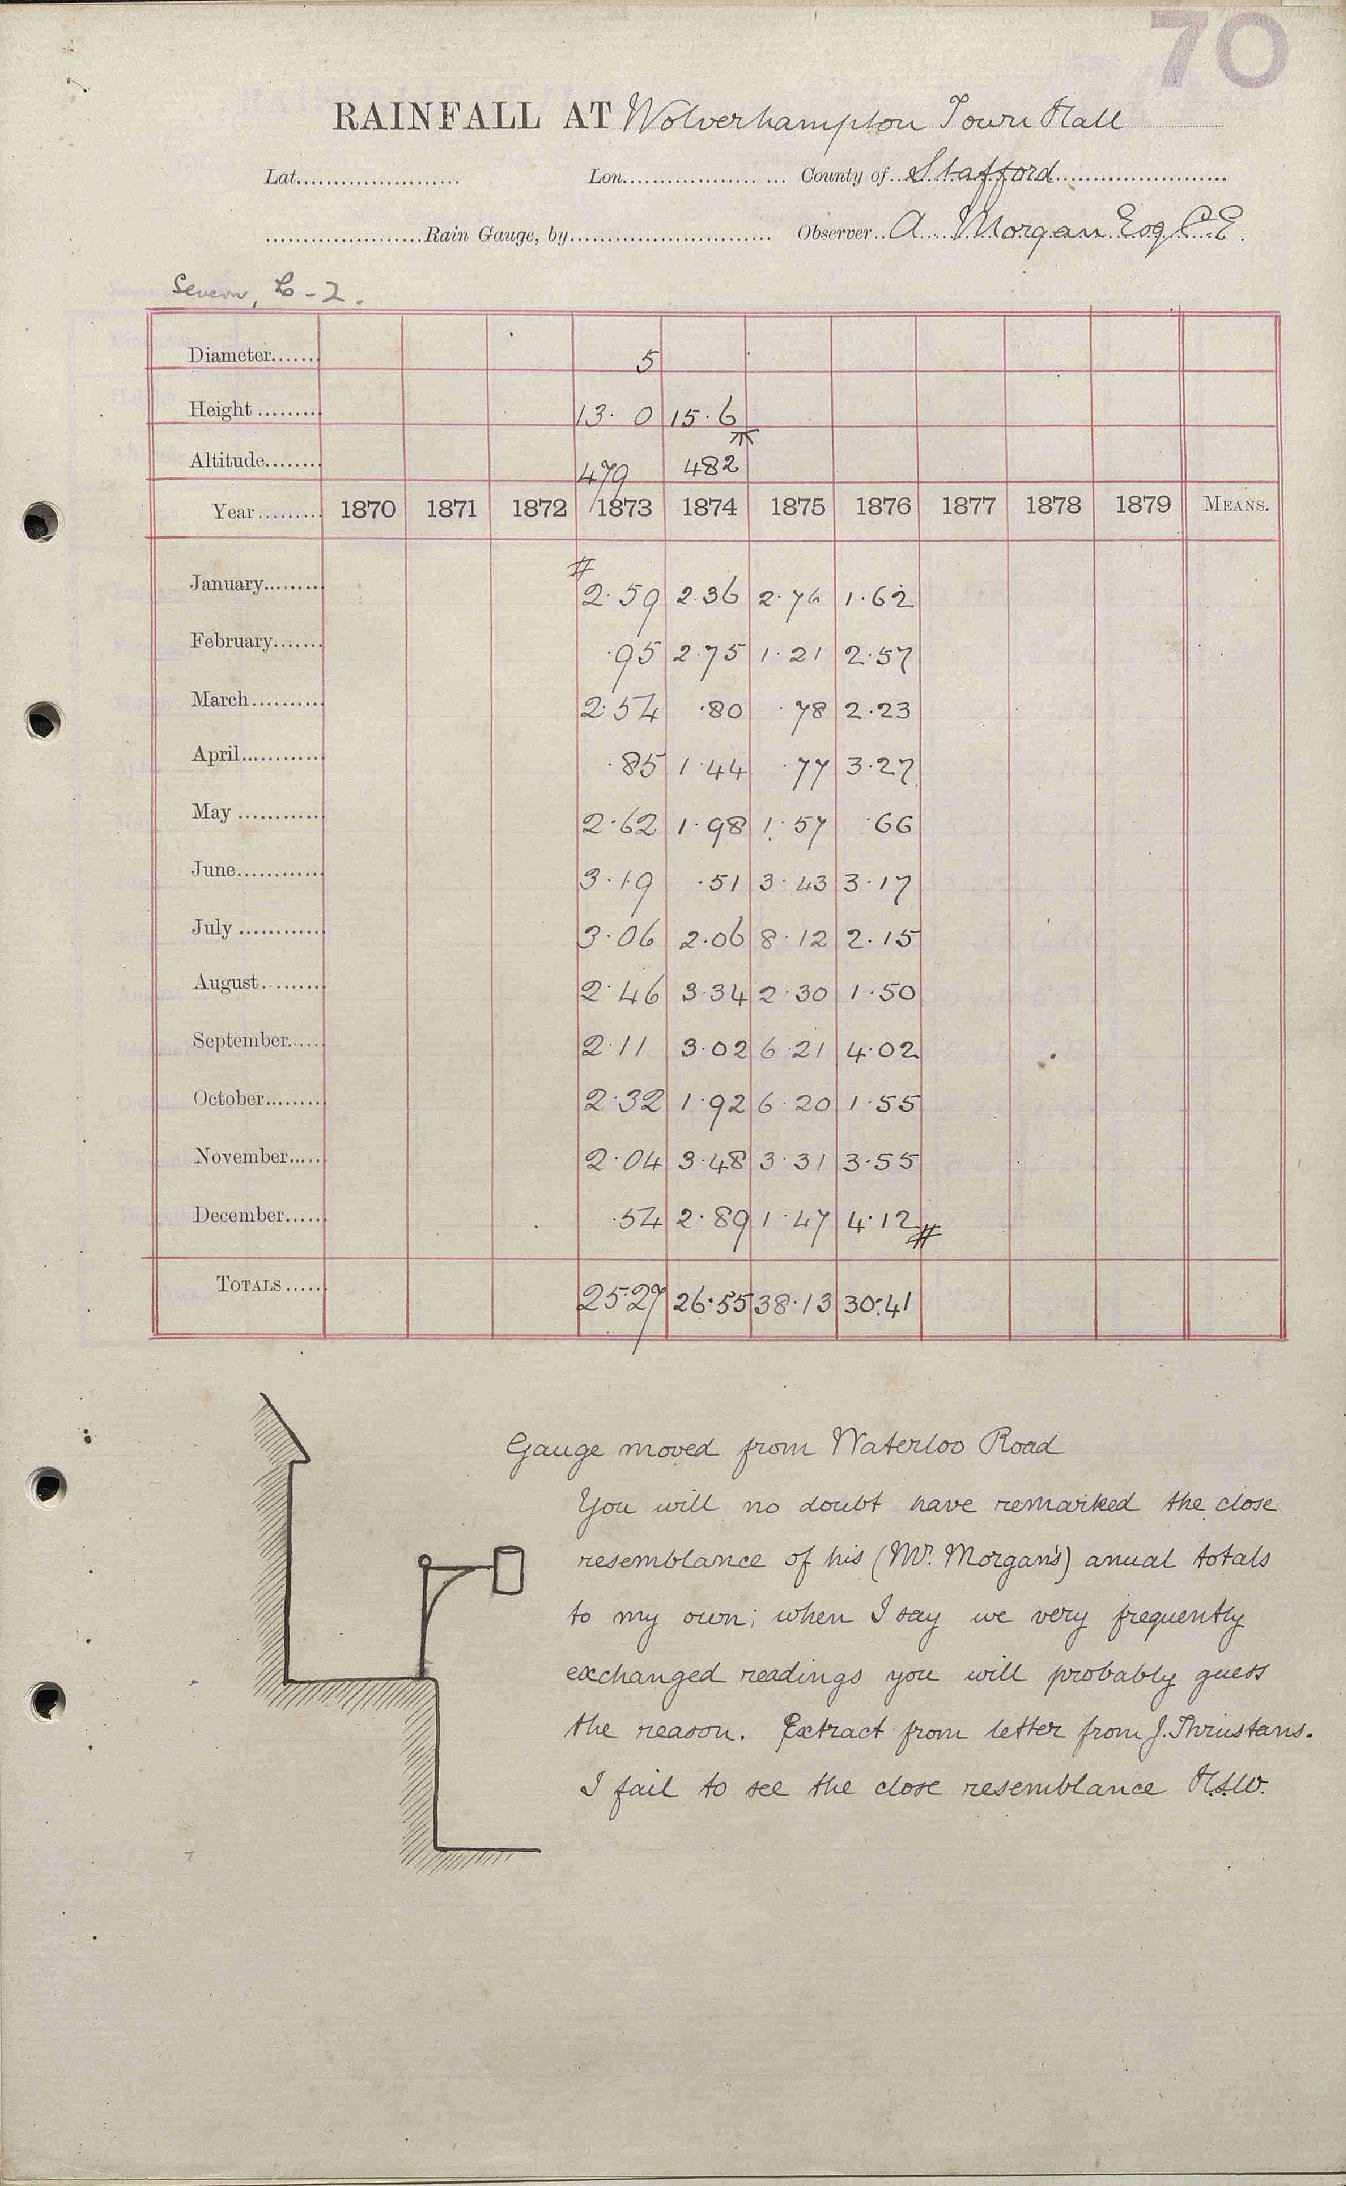 70
RAINFALL AT Wolverhampton Town Hall
Lat. Lon. County of Stafford
Rain Gauge, by Observer A Morgan Esq C.E.
Severn,
Diameter 5
Height 13. 0 15.6
Altitude 479 482
Year 1870 1871 1872 1873 1874 1875 1876 1877 1878 1879 MEANS.
#
January 2.59 2.36 2.76 1.62
February .95 2.75 1.21 2.57
March 2.54 .80 .78 2.23
April .85 1.44 .77 3.27
May 2.62 1.98 1.57 .66
June 3.19 .51 3.43 3.17
July 3.06 2.06 8.12 2.15
August 2.46 3.34 2.30 1.50
September 2.11 3.02 6.21 4.02
October 2.32 1.92 6.20 1.55
November 2.04 3.48 3.31 3.55
December .54 2.89 1.47 4.12 #
TOTALS 25.27 26.55 38.13 30.41
Gauge moved from Waterloo Road
You will no doubt have remarked the close
resemblance of his (Mr. Morgan's) anual totals
to my own; when I say we very frequently
exchanged readings you will probably guess
the reason. Extract from letter from J. Thrustans.
I fail to see the close resemblance